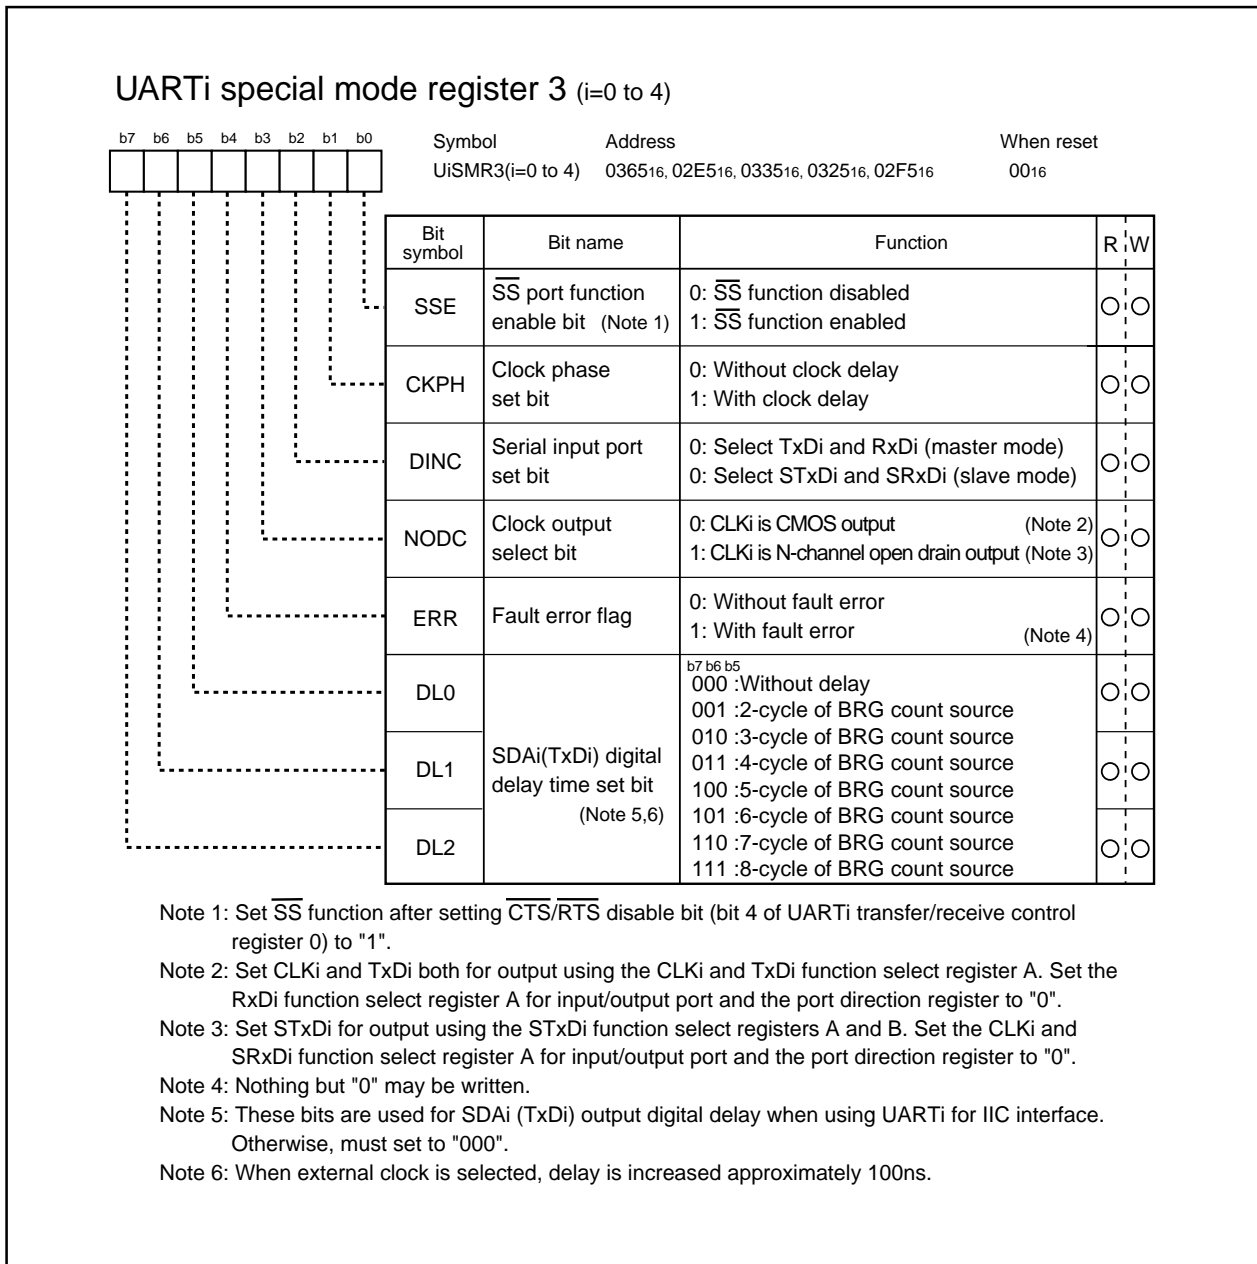 UARTi special mode register 3 (i=0 to 4)
b7 b6 b5 b4 b3 b2 b1 b0
Symbol Address When reset
UiSMR3(i=0 to 4) 036516, 02E516, 033516, 032516, 02F516 0016
Bit symbol Bit name Function R W
SSE
SS port function
enable bit (Note 1)
0: SS function disabled
1: SS function enabled
CKPH
Clock phase
set bit
0: Without clock delay
1: With clock delay
DINC
Serial input port
set bit
0: Select TxDi and RxDi (master mode)
0: Select STxDi and SRxDi (slave mode)
NODC
Clock output
select bit
0: CLKi is CMOS output (Note 2)
1: CLKi is N-channel open drain output (Note 3)
ERR
Fault error flag
0: Without fault error
1: With fault error (Note 4)
DL0
DL1
DL2
SDAi(TxDi) digital
delay time set bit
(Note 5,6)
b7 b6 b5
000 :Without delay
001 :2-cycle of BRG count source
010 :3-cycle of BRG count source
011 :4-cycle of BRG count source
100 :5-cycle of BRG count source
101 :6-cycle of BRG count source
110 :7-cycle of BRG count source
111 :8-cycle of BRG count source
Note 1: Set SS function after setting CTS/RTS disable bit (bit 4 of UARTi transfer/receive control
register 0) to "1".
Note 2: Set CLKi and TxDi both for output using the CLKi and TxDi function select register A. Set the
RxDi function select register A for input/output port and the port direction register to "0".
Note 3: Set STxDi for output using the STxDi function select registers A and B. Set the CLKi and
SRxDi function select register A for input/output port and the port direction register to "0".
Note 4: Nothing but "0" may be written.
Note 5: These bits are used for SDAi (TxDi) output digital delay when using UARTi for IIC interface.
Otherwise, must set to "000".
Note 6: When external clock is selected, delay is increased approximately 100ns.